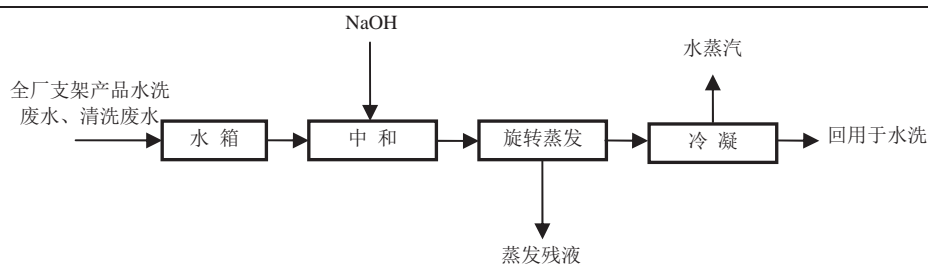 NaOH
水蒸汽
全厂支架产品水洗
废水、清洗废水
水 箱
中 和
旋转蒸发
冷 凝
回用于水洗
蒸发残液